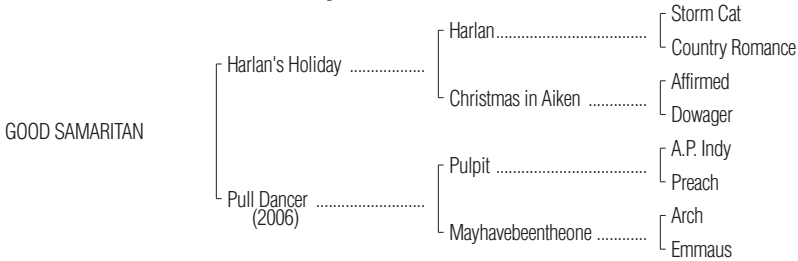 GOOD SAMARITAN
Harlan's Holiday ..................
Pull Dancer ..........................
(2006)
Harlan....................................
Christmas in Aiken ..............
Pulpit ....................................
Mayhavebeentheone ............
Storm Cat
Country Romance
Affirmed
Dowager
A.P. Indy
Preach
Arch
Emmaus